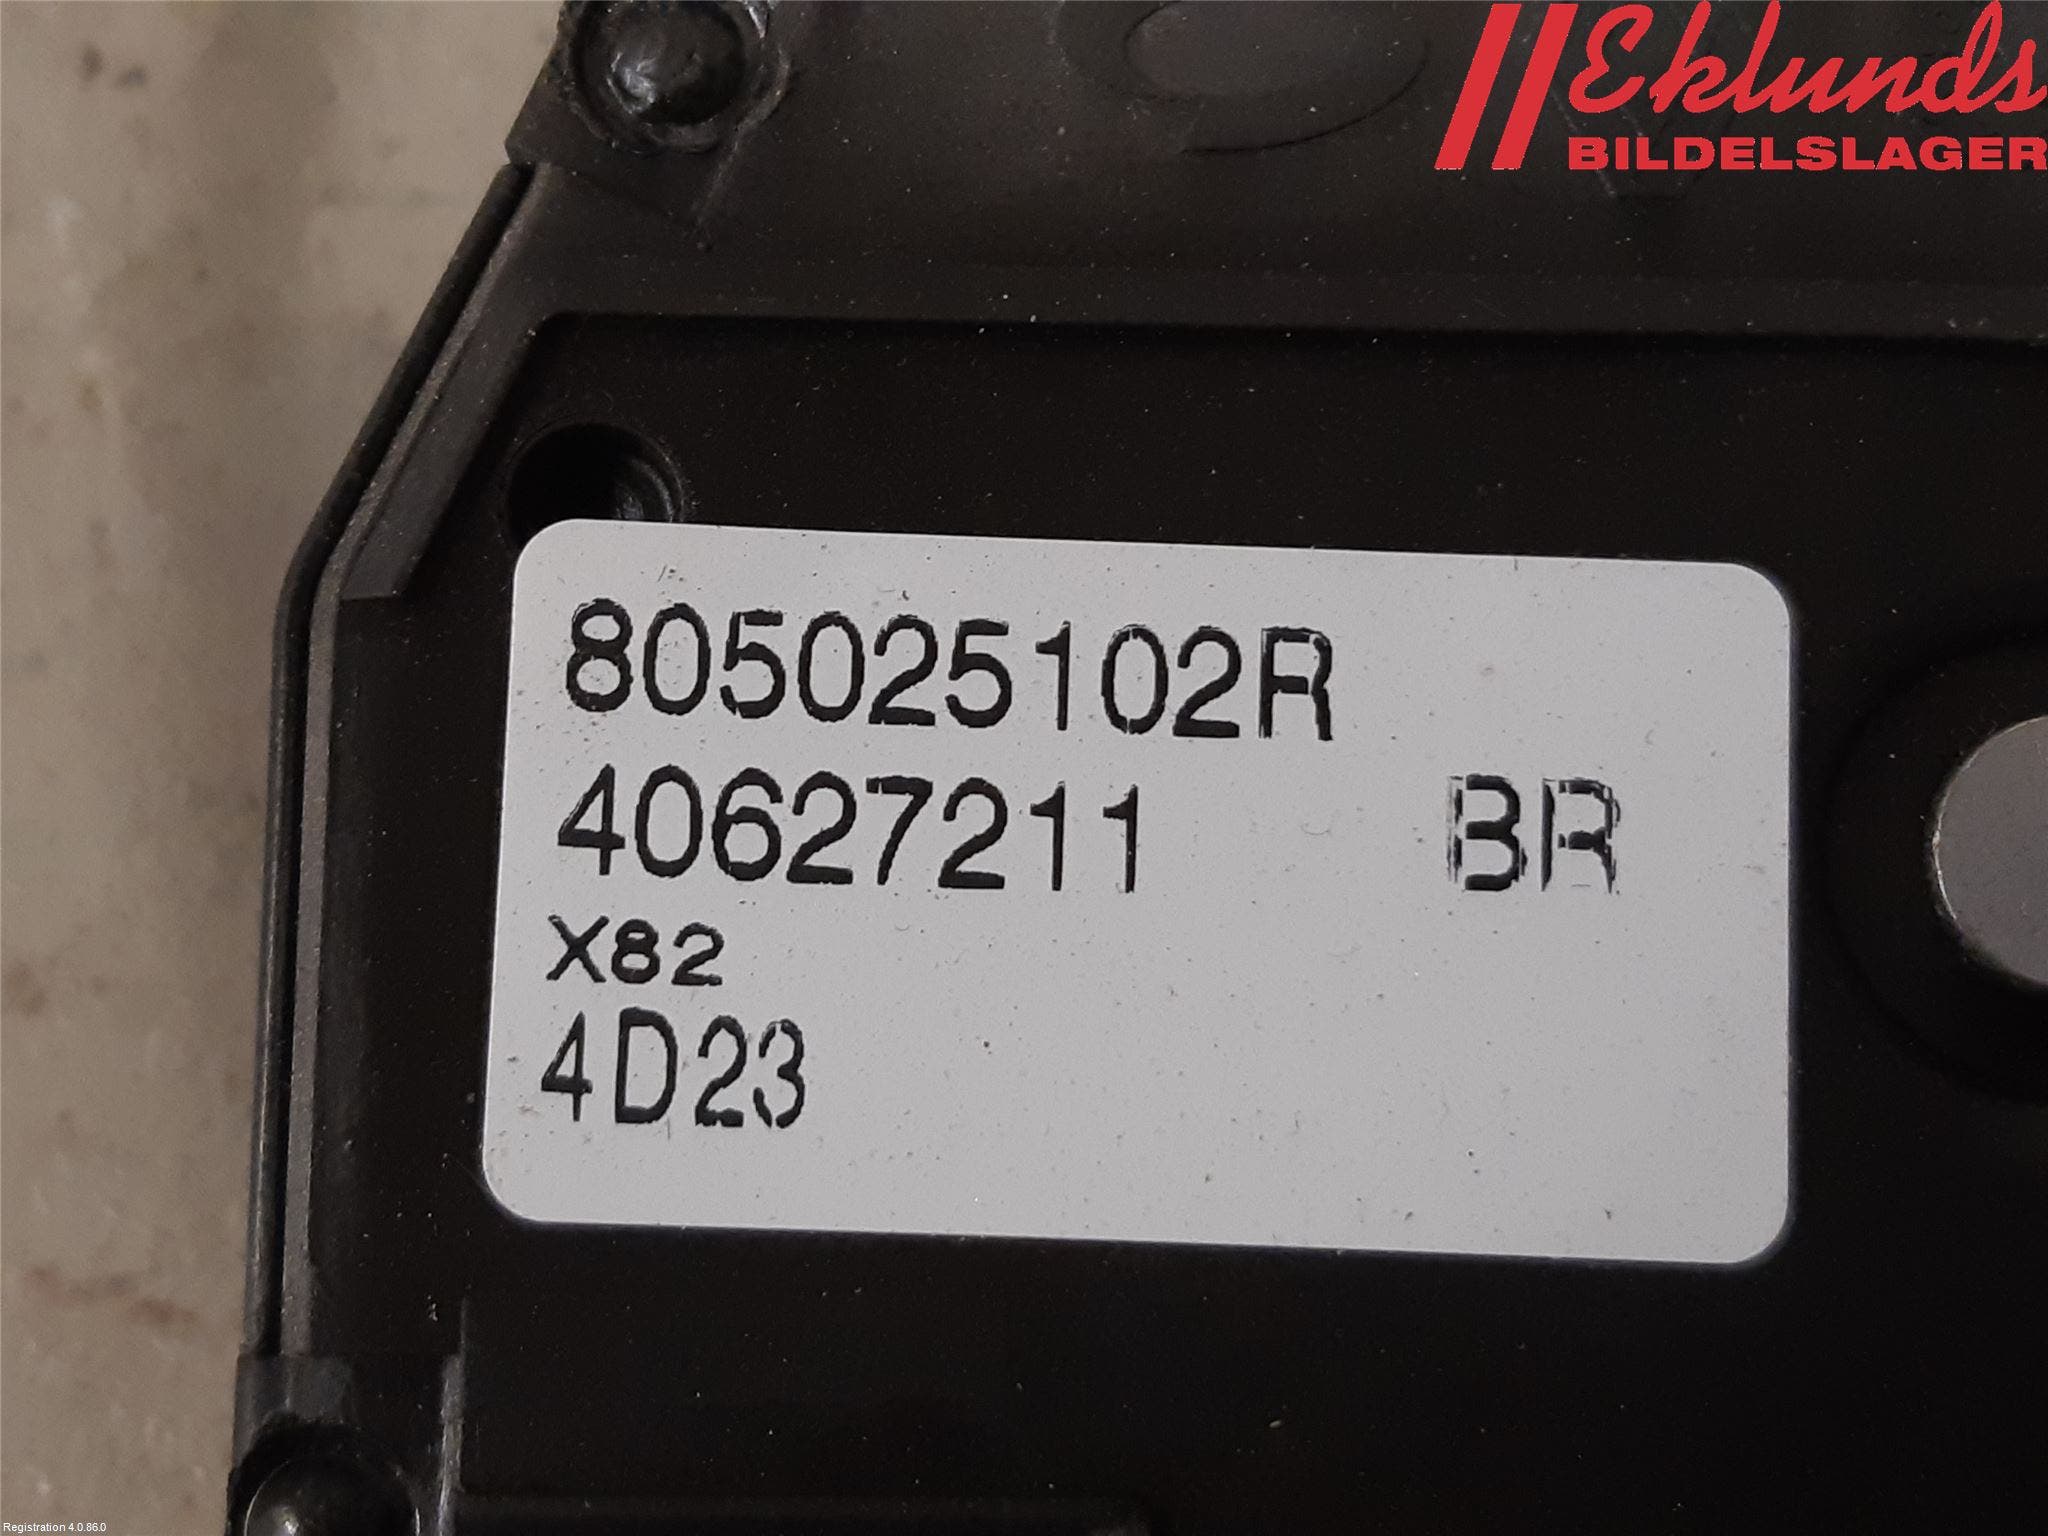 Eklunds
BILDELSLAGER
805025102R
40627211 BR
X82
4D23
Registration 4.0.86.0